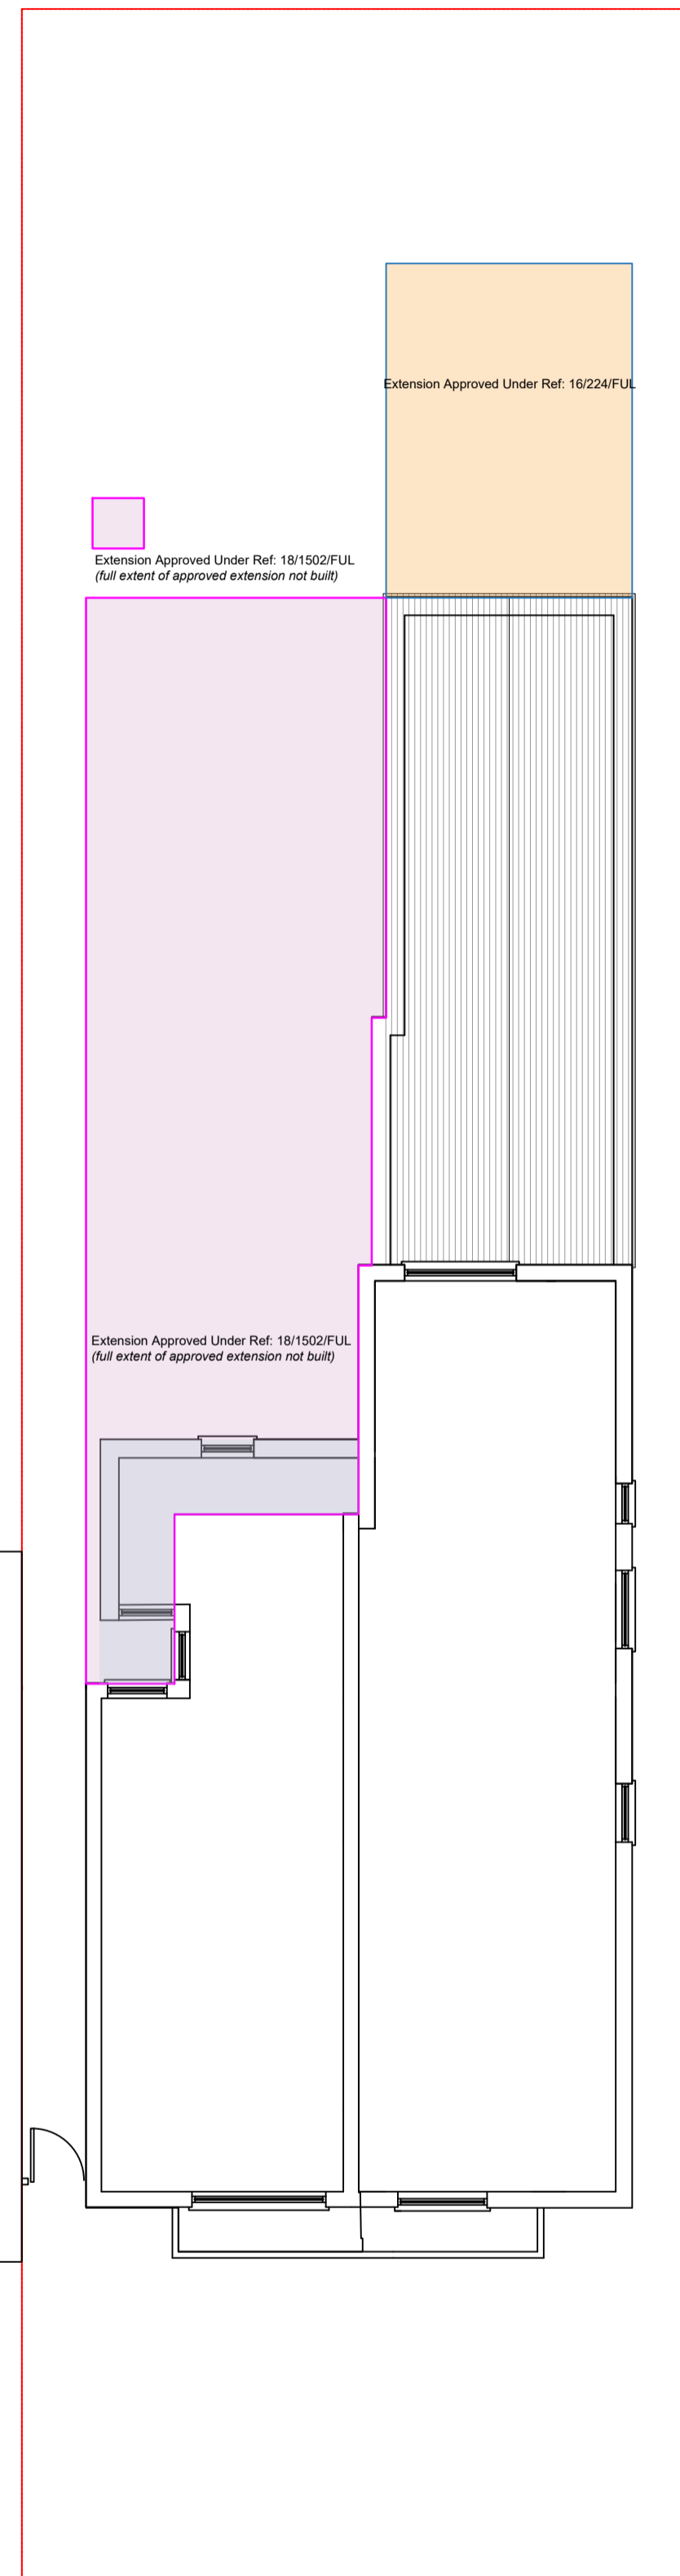 Extension Approved Under Ref: 16/224/FUL
Extension Approved Under Ref: 18/1502/FUL
(full extent of approved extension not built)
Extension Approved Under Ref: 18/1502/FUL
(full extent of approved extension not built)